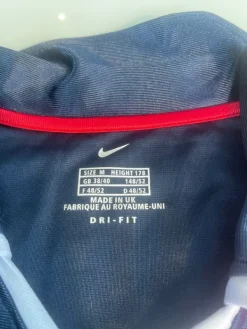 SIZE M HEIGHT 178
GB 38/40 I 48/52
F 48/52 D 48/52
MADE IN UK
FABRIQUE AU ROYAUME-UNI
DRI-FIT